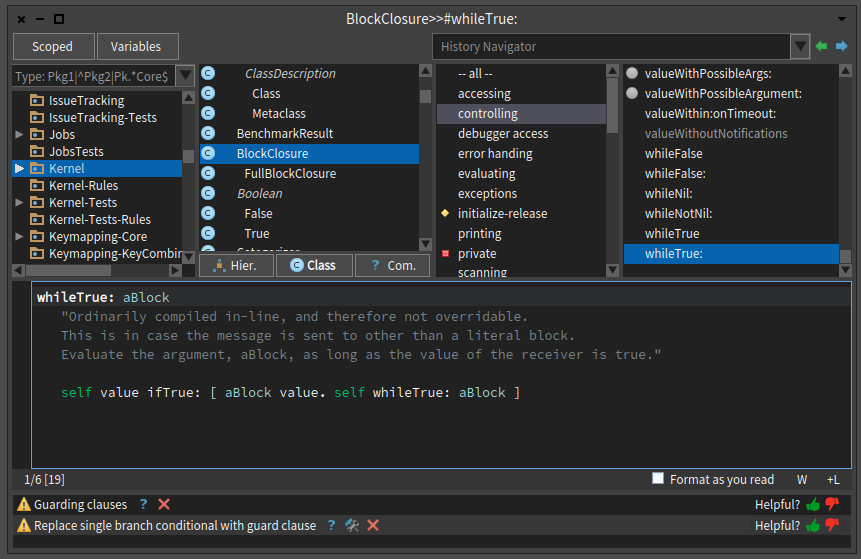 BlockClosure>>#whileTrue:
Scoped
Variables
History Navigator
Type: Pkg1|^Pkg2|Pk.*Core$
IssueTracking
IssueTracking-Tests
Jobs
JobsTests
Kernel
Kernel-Rules
Kernel-Tests
Kernel-Tests-Rules
Keymapping-Core
Keymapping-KeyCombin
ClassDescription
Class
Metaclass
BenchmarkResult
BlockClosure
FullBlockClosure
Boolean
False
True
Hier.
Class
? Com.
-- all --
accessing
controlling
debugger access
error handing
evaluating
exceptions
initialize-release
printing
private
scanning
valueWithPossibleArgs:
valueWithPossibleArgument:
valueWithin:onTimeout:
valueWithoutNotifications
whileFalse
whileFalse:
whileNil:
whileNotNil:
whileTrue
whileTrue:
whileTrue: aBlock
"Ordinarily compiled in-line, and therefore not overridable.
This is in case the message is sent to other than a literal block.
Evaluate the argument, aBlock, as long as the value of the receiver is true."
self value ifTrue: [ aBlock value. self whileTrue: aBlock ]
1/6 [19]
Format as you read
W
+L
Guarding clauses ?
Helpful?
Replace single branch conditional with guard clause ?
Helpful?